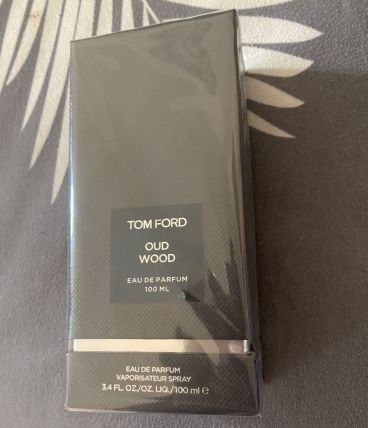 TOM FORD
OUD
WOOD
EAU DE PARFUM
100 ML
EAU DE PARFUM
VAPORISATEUR SPRAY
3.4 FL. OZ./OZ. LIQ./100 ml ℮